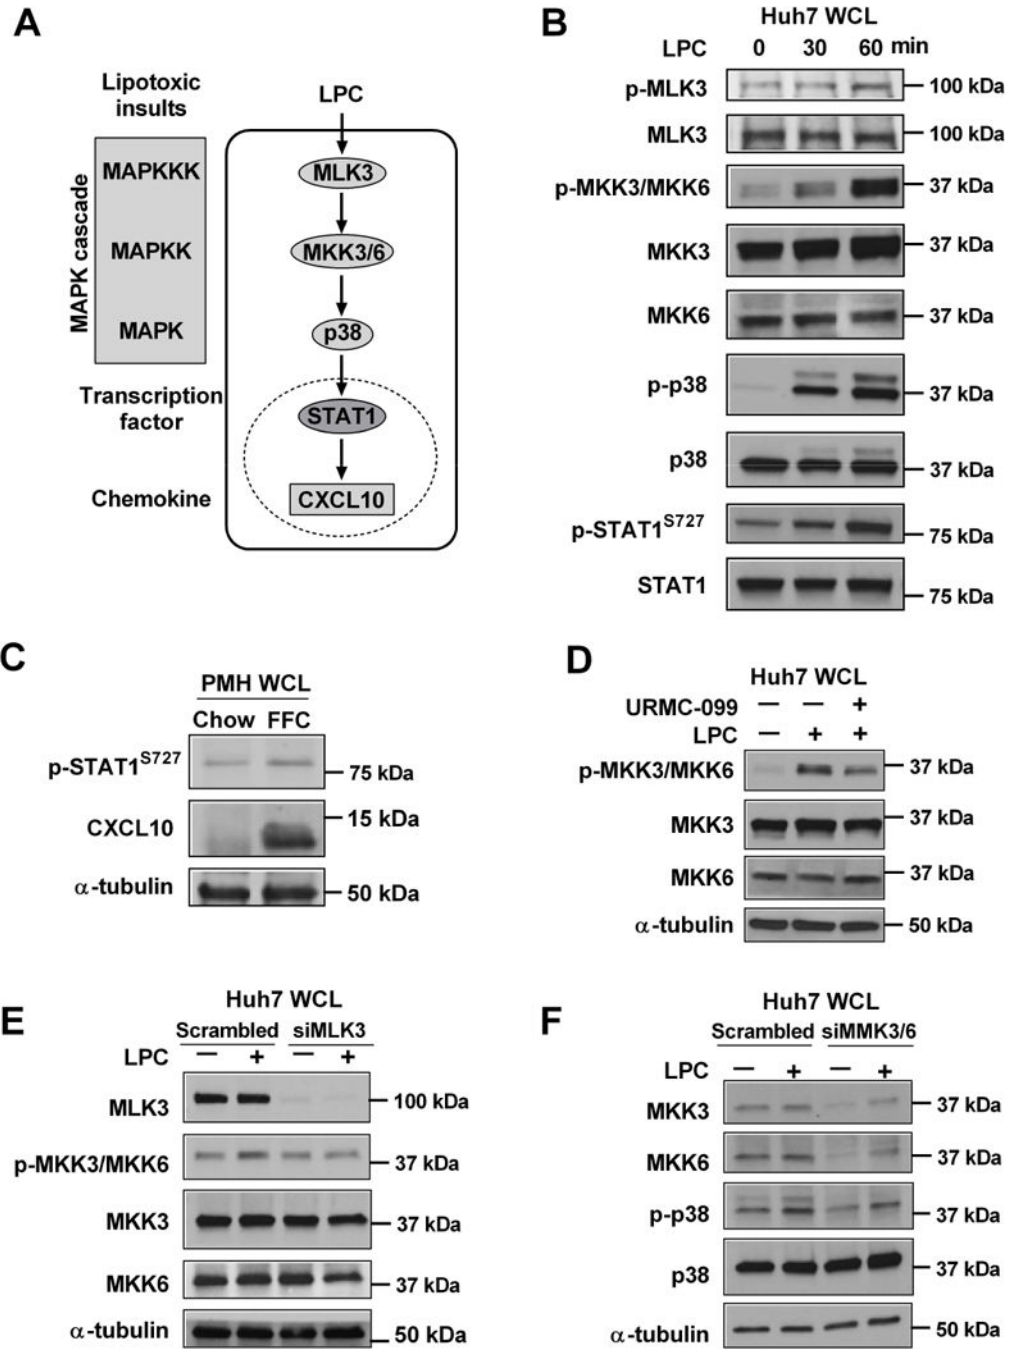 A
Lipotoxic
insults
LPC
MAPK cascade
MAPKKK
MLK3
MAPKK
MKK3/6
MAPK
p38
Transcription
factor
STAT1
Chemokine
CXCL10
B
Huh7 WCL
LPC 0 30 60 min
p-MLK3 100 kDa
MLK3 100 kDa
p-MKK3/MKK6 37 kDa
MKK3 37 kDa
MKK6 37 kDa
p-p38 37 kDa
p38 37 kDa
p-STAT1S727 75 kDa
STAT1 75 kDa
C
PMH WCL
Chow FFC
p-STAT1S727 75 kDa
CXCL10 15 kDa
α-tubulin 50 kDa
D
Huh7 WCL
URMC-099 — — +
LPC — + +
p-MKK3/MKK6 37 kDa
MKK3 37 kDa
MKK6 37 kDa
α-tubulin 50 kDa
E
Huh7 WCL
Scrambled siMLK3
LPC — + — +
MLK3 100 kDa
p-MKK3/MKK6 37 kDa
MKK3 37 kDa
MKK6 37 kDa
α-tubulin 50 kDa
F
Huh7 WCL
Scrambled siMMK3/6
LPC — + — +
MKK3 37 kDa
MKK6 37 kDa
p-p38 37 kDa
p38 37 kDa
α-tubulin 50 kDa